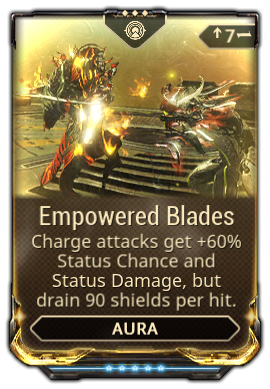 7
Empowered Blades
Charge attacks get +60%
Status Chance and
Status Damage, but
drain 90 shields per hit.
AURA